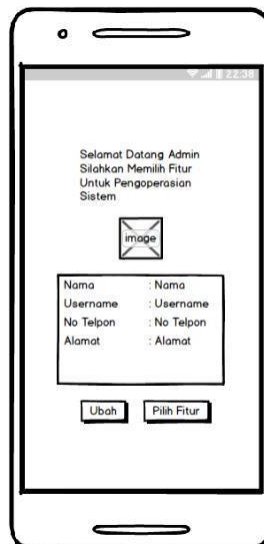 22:38
Selamat Datang Admin
Silahkan Memilih Fitur
Untuk Pengoperasian
Sistem
image
Nama : Nama
Username : Username
No Telpon : No Telpon
Alamat : Alamat
Ubah Pilih Fitur